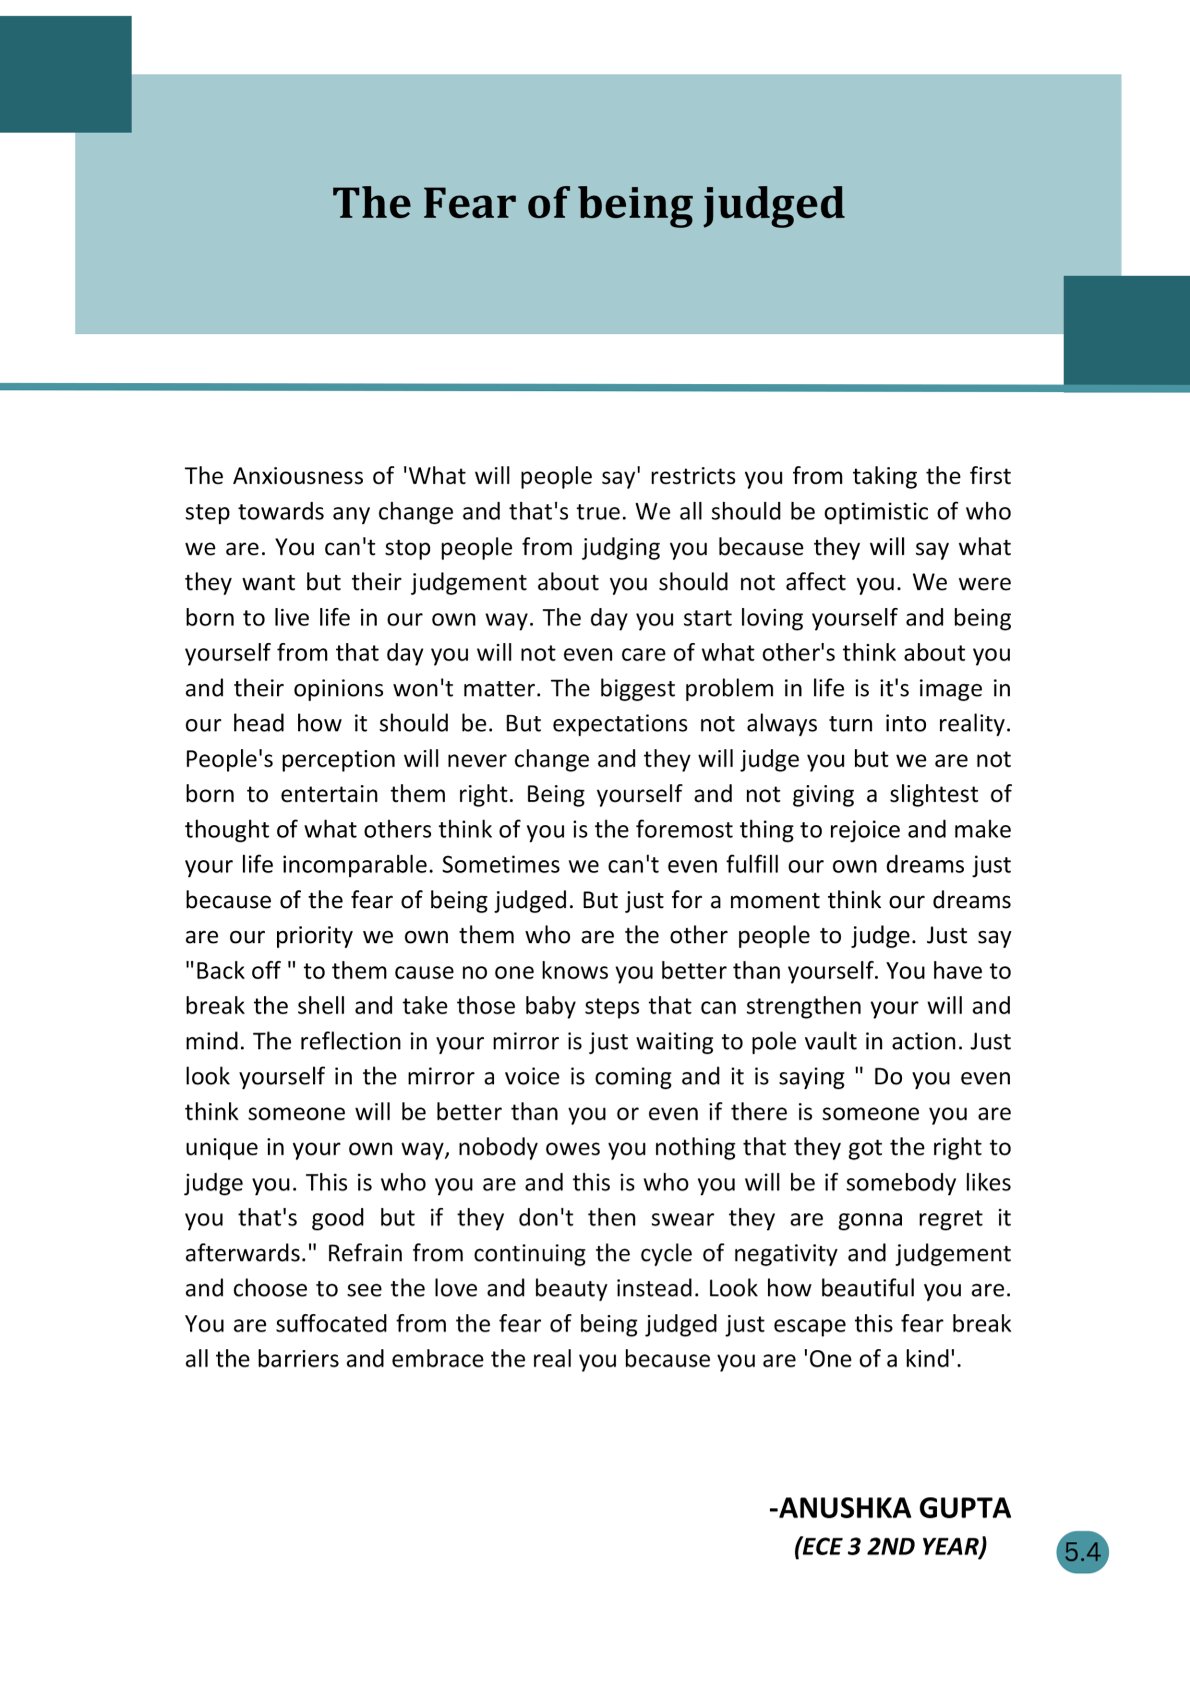 The Fear of being judged
The Anxiousness of 'What will people say' restricts you from taking the first
step towards any change and that's true. We all should be optimistic of who
we are. You can't stop people from judging you because they will say what
they want but their judgement about you should not affect you. We were
born to live life in our own way. The day you start loving yourself and being
yourself from that day you will not even care of what other's think about you
and their opinions won't matter. The biggest problem in life is it's image in
our head how it should be. But expectations not always turn into reality.
People's perception will never change and they will judge you but we are not
born to entertain them right. Being yourself and not giving a slightest of
thought of what others think of you is the foremost thing to rejoice and make
your life incomparable. Sometimes we can't even fulfill our own dreams just
because of the fear of being judged. But just for a moment think our dreams
are our priority we own them who are the other people to judge. Just say
"Back off " to them cause no one knows you better than yourself. You have to
break the shell and take those baby steps that can strengthen your will and
mind. The reflection in your mirror is just waiting to pole vault in action. Just
look yourself in the mirror a voice is coming and it is saying " Do you even
think someone will be better than you or even if there is someone you are
unique in your own way, nobody owes you nothing that they got the right to
judge you. This is who you are and this is who you will be if somebody likes
you that's good but if they don't then swear they are gonna regret it
afterwards." Refrain from continuing the cycle of negativity and judgement
and choose to see the love and beauty instead. Look how beautiful you are.
You are suffocated from the fear of being judged just escape this fear break
all the barriers and embrace the real you because you are 'One of a kind'.
-ANUSHKA GUPTA
(ECE 3 2ND YEAR)
5.4